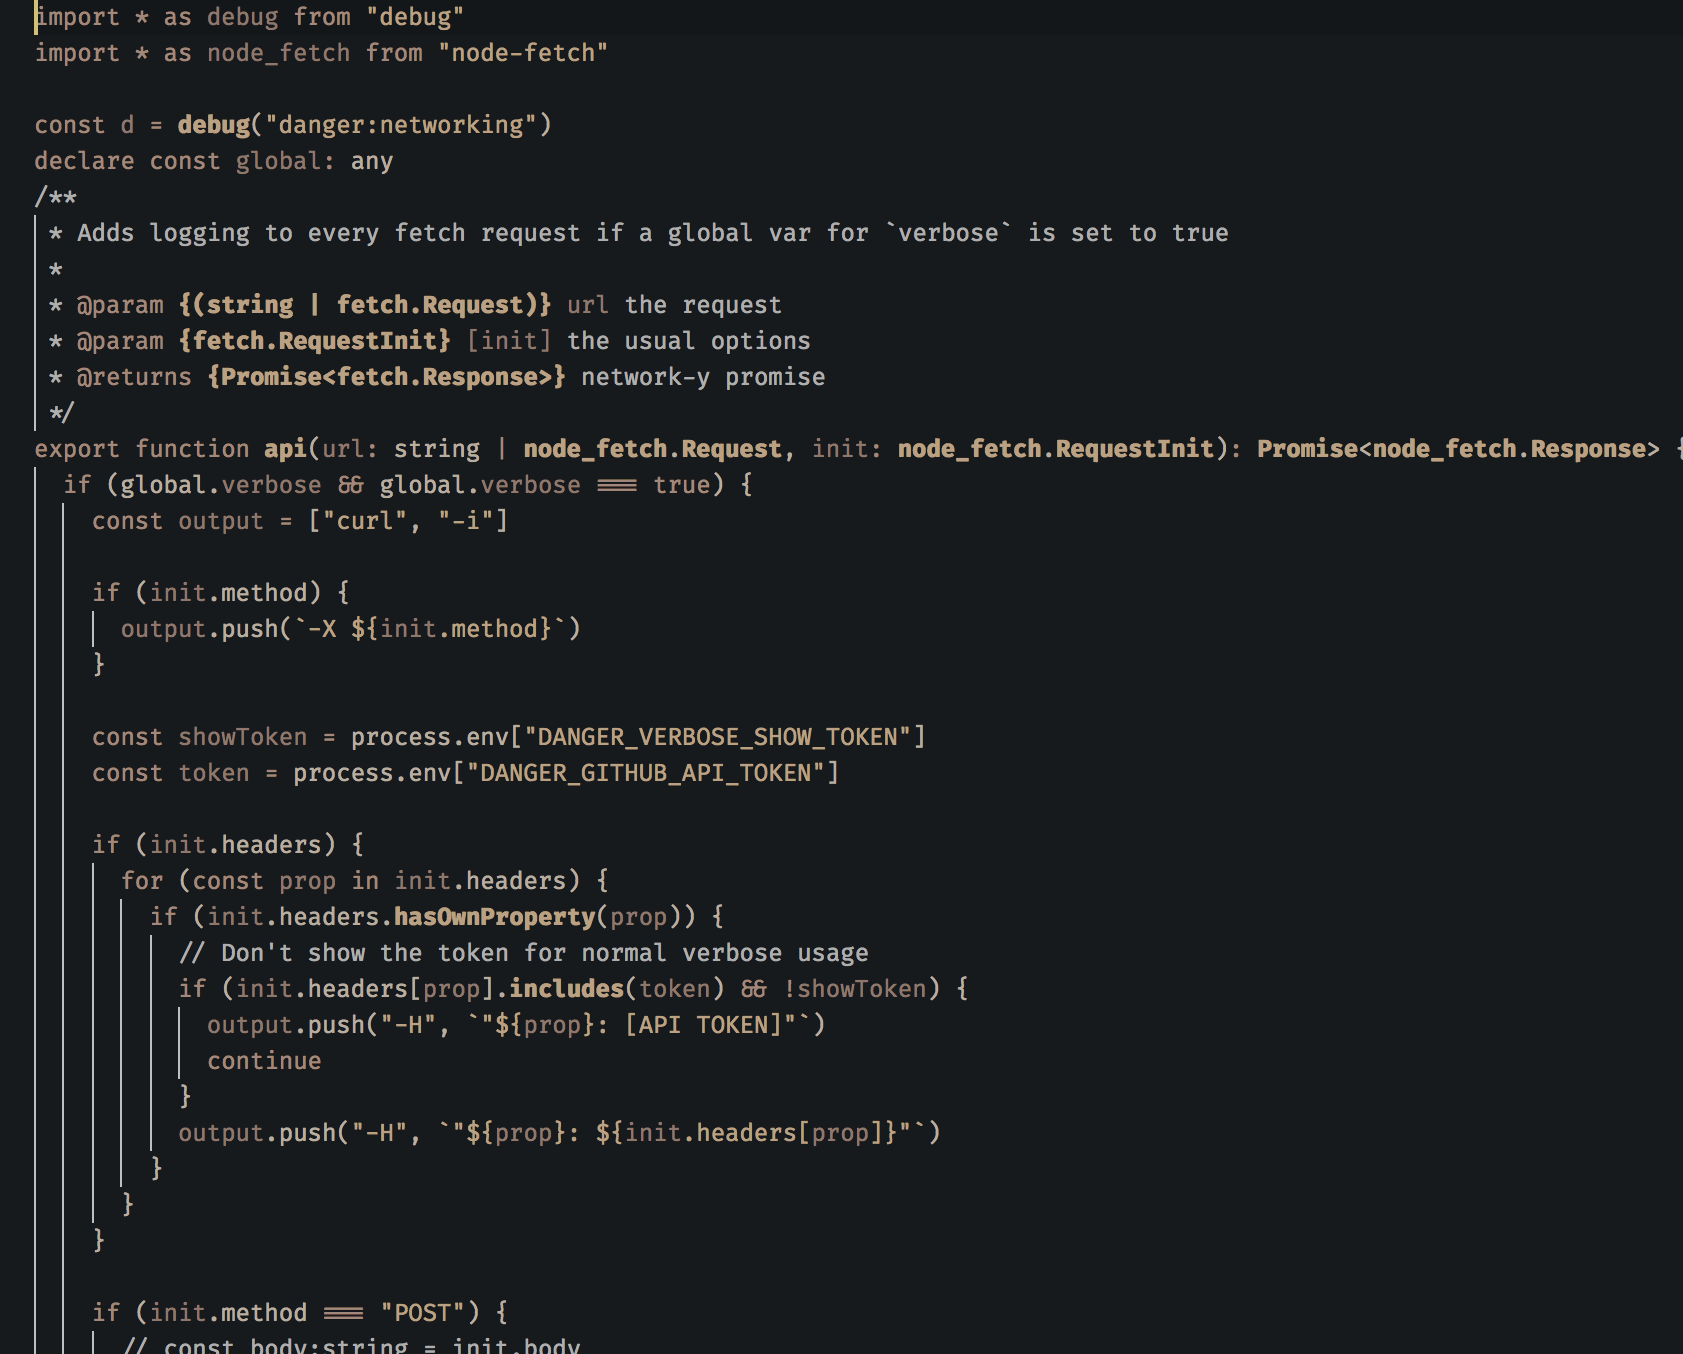 import * as debug from "debug"
import * as node_fetch from "node-fetch"

const d = debug("danger:networking")
declare const global: any
/**
 * Adds logging to every fetch request if a global var for `verbose` is set to true
 *
 * @param {(string | fetch.Request)} url the request
 * @param {fetch.RequestInit} [init] the usual options
 * @returns {Promise<fetch.Response>} network-y promise
 */
export function api(url: string | node_fetch.Request, init: node_fetch.RequestInit): Promise<node_fetch.Response> {
  if (global.verbose && global.verbose === true) {
    const output = ["curl", "-i"]

    if (init.method) {
      output.push(`-X ${init.method}`)
    }

    const showToken = process.env["DANGER_VERBOSE_SHOW_TOKEN"]
    const token = process.env["DANGER_GITHUB_API_TOKEN"]

    if (init.headers) {
      for (const prop in init.headers) {
        if (init.headers.hasOwnProperty(prop)) {
          // Don't show the token for normal verbose usage
          if (init.headers[prop].includes(token) && !showToken) {
            output.push("-H", `"${prop}: [API TOKEN]"`)
            continue
          }
          output.push("-H", `"${prop}: ${init.headers[prop]}"`)
        }
      }
    }

    if (init.method === "POST") {
      // const body:string = init.body